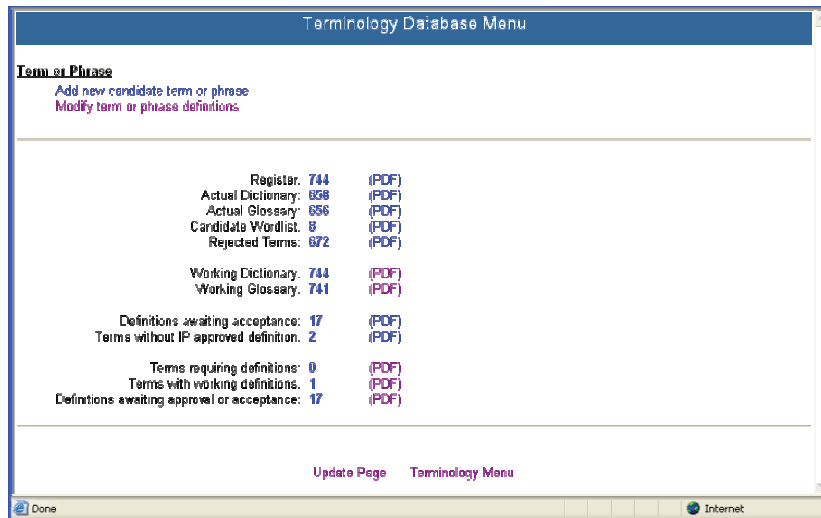 Terminology Database Menu
Term or Phrase
Add new candidate term or phrase
Modify term or phrase definitions
Register: 744 (PDF)
Actual Dictionary: 658 (PDF)
Actual Glossary: 656 (PDF)
Candidate Wordlist: 8 (PDF)
Rejected Terms: 672 (PDF)
Working Dictionary: 744 (PDF)
Working Glossary: 741 (PDF)
Definitions awaiting acceptance: 17 (PDF)
Terms without IP approved definition: 2 (PDF)
Terms requiring definitions: 0 (PDF)
Terms with working definitions: 1 (PDF)
Definitions awaiting approval or acceptance: 17 (PDF)
Update Page Terminology Menu
Done Internet